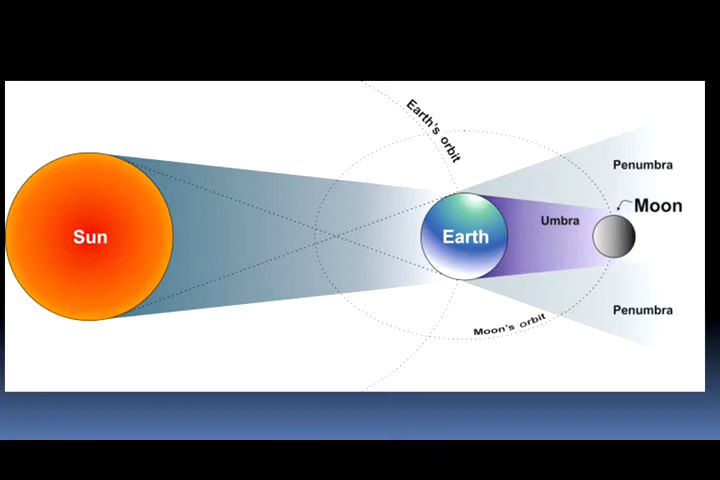 Earth's orbit
Penumbra
Moon
Umbra
Sun
Earth
Penumbra
Moon's orbit